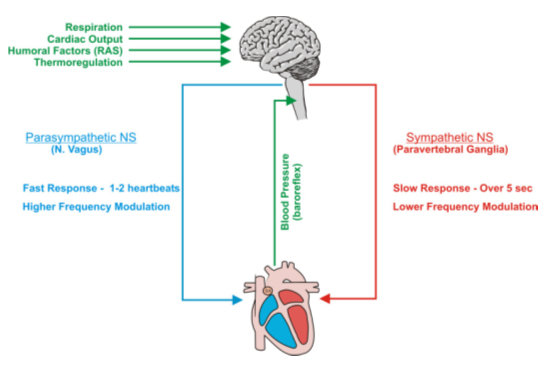 Respiration
Cardiac Output
Humoral Factors (RAS)
Thermoregulation
Parasympathetic NS
(N. Vagus)
Fast Response - 1-2 heartbeats
Higher Frequency Modulation
Blood Pressure
(baroreflex)
Sympathetic NS
(Paravertebral Ganglia)
Slow Response - Over 5 sec
Lower Frequency Modulation